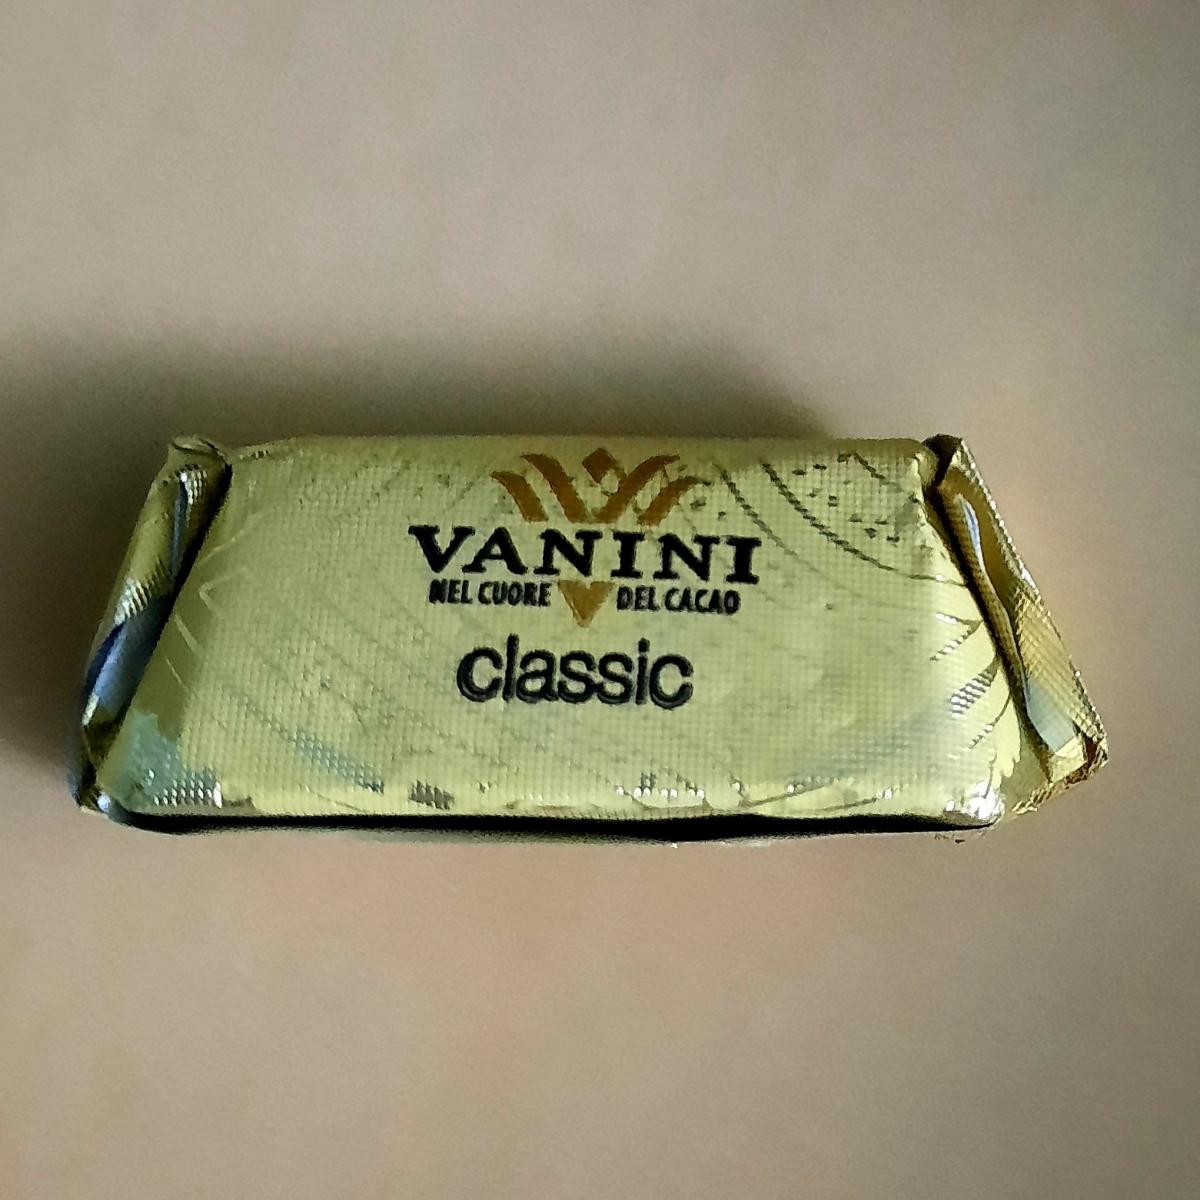 VANINI
NEL CUORE DEL CACAO
classic